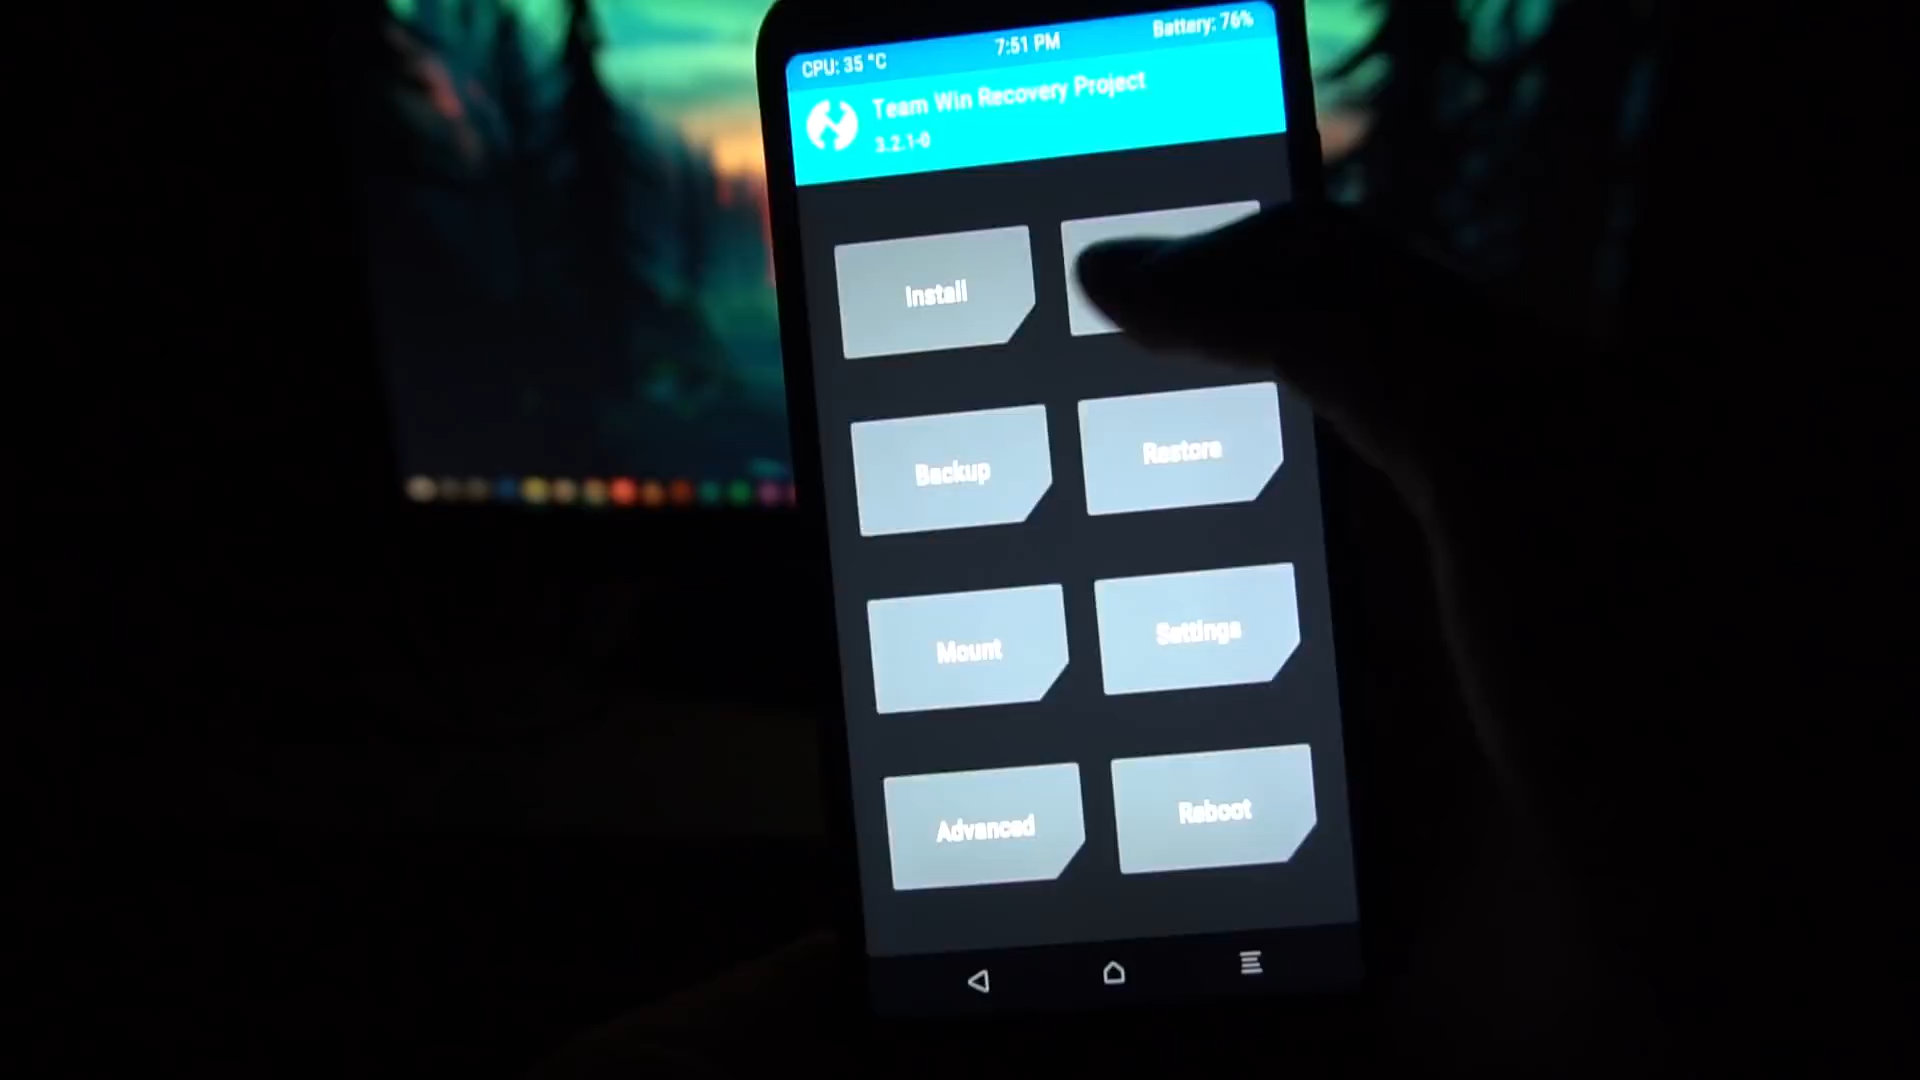 CPU: 35 °C
7:51 PM
Battery: 76%
Team Win Recovery Project
3.2.1-0
Install
Backup
Restore
Mount
Settings
Advanced
Reboot